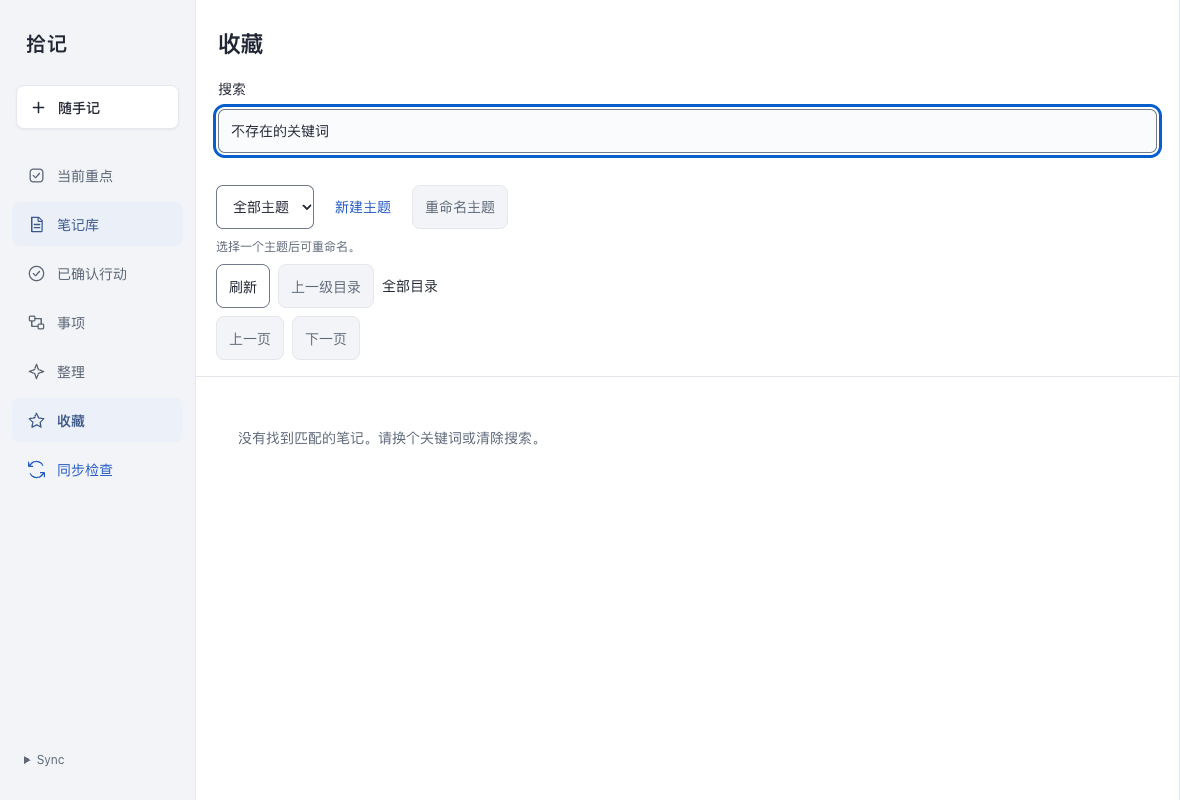 拾记
随手记
当前重点
笔记库
已确认行动
事项
整理
收藏
同步检查
Sync
收藏
搜索
不存在的关键词
全部主题 新建主题 重命名主题
选择一个主题后可重命名。
刷新 上一级目录 全部目录
上一页 下一页
没有找到匹配的笔记。请换个关键词或清除搜索。